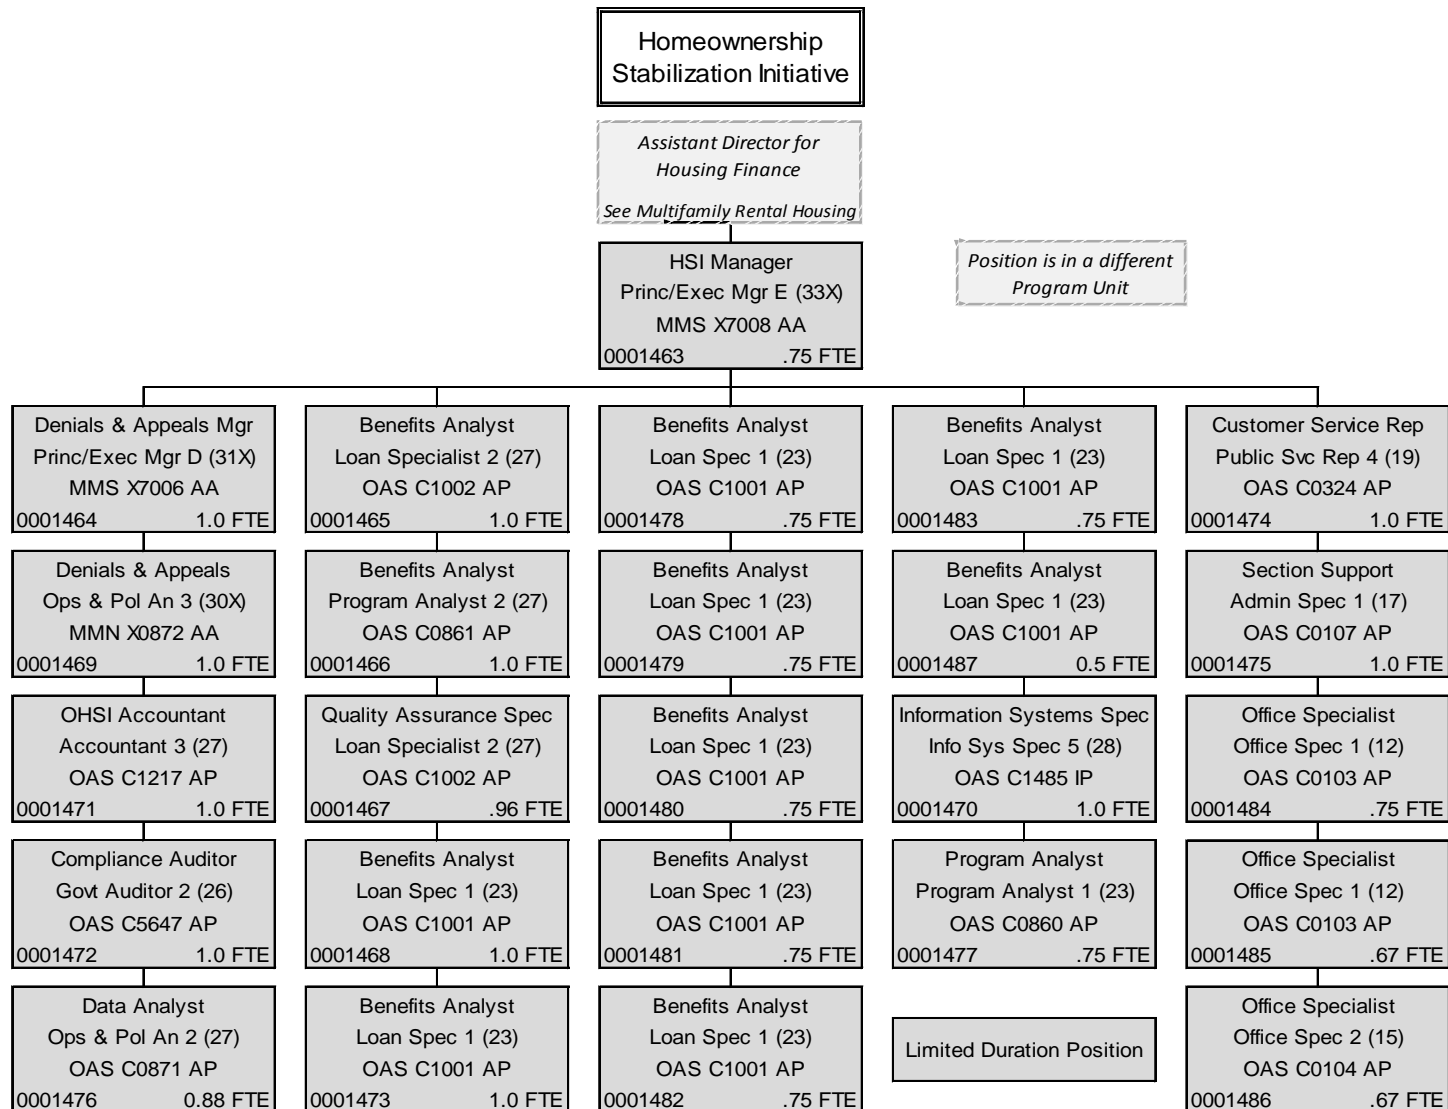 Homeownership
Stabilization Initiative
Assistant Director for
Housing Finance
See Multifamily Rental Housing
HSI Manager
Princ/Exec Mgr E (33X)
MMS X7008 AA
0001463 .75 FTE
Position is in a different
Program Unit
Denials & Appeals Mgr
Princ/Exec Mgr D (31X)
MMS X7006 AA
0001464 1.0 FTE
Denials & Appeals
Ops & Pol An 3 (30X)
MMN X0872 AA
0001469 1.0 FTE
OHSI Accountant
Accountant 3 (27)
OAS C1217 AP
0001471 1.0 FTE
Compliance Auditor
Govt Auditor 2 (26)
OAS C5647 AP
0001472 1.0 FTE
Data Analyst
Ops & Pol An 2 (27)
OAS C0871 AP
0001476 0.88 FTE
Benefits Analyst
Loan Specialist 2 (27)
OAS C1002 AP
0001465 1.0 FTE
Benefits Analyst
Program Analyst 2 (27)
OAS C0861 AP
0001466 1.0 FTE
Quality Assurance Spec
Loan Specialist 2 (27)
OAS C1002 AP
0001467 .96 FTE
Benefits Analyst
Loan Spec 1 (23)
OAS C1001 AP
0001468 1.0 FTE
Benefits Analyst
Loan Spec 1 (23)
OAS C1001 AP
0001473 1.0 FTE
Benefits Analyst
Loan Spec 1 (23)
OAS C1001 AP
0001478 .75 FTE
Benefits Analyst
Loan Spec 1 (23)
OAS C1001 AP
0001479 .75 FTE
Benefits Analyst
Loan Spec 1 (23)
OAS C1001 AP
0001480 .75 FTE
Benefits Analyst
Loan Spec 1 (23)
OAS C1001 AP
0001481 .75 FTE
Benefits Analyst
Loan Spec 1 (23)
OAS C1001 AP
0001482 .75 FTE
Benefits Analyst
Loan Spec 1 (23)
OAS C1001 AP
0001483 .75 FTE
Benefits Analyst
Loan Spec 1 (23)
OAS C1001 AP
0001487 0.5 FTE
Information Systems Spec
Info Sys Spec 5 (28)
OAS C1485 IP
0001470 1.0 FTE
Program Analyst
Program Analyst 1 (23)
OAS C0860 AP
0001477 .75 FTE
Limited Duration Position
Customer Service Rep
Public Svc Rep 4 (19)
OAS C0324 AP
0001474 1.0 FTE
Section Support
Admin Spec 1 (17)
OAS C0107 AP
0001475 1.0 FTE
Office Specialist
Office Spec 1 (12)
OAS C0103 AP
0001484 .75 FTE
Office Specialist
Office Spec 1 (12)
OAS C0103 AP
0001485 .67 FTE
Office Specialist
Office Spec 2 (15)
OAS C0104 AP
0001486 .67 FTE